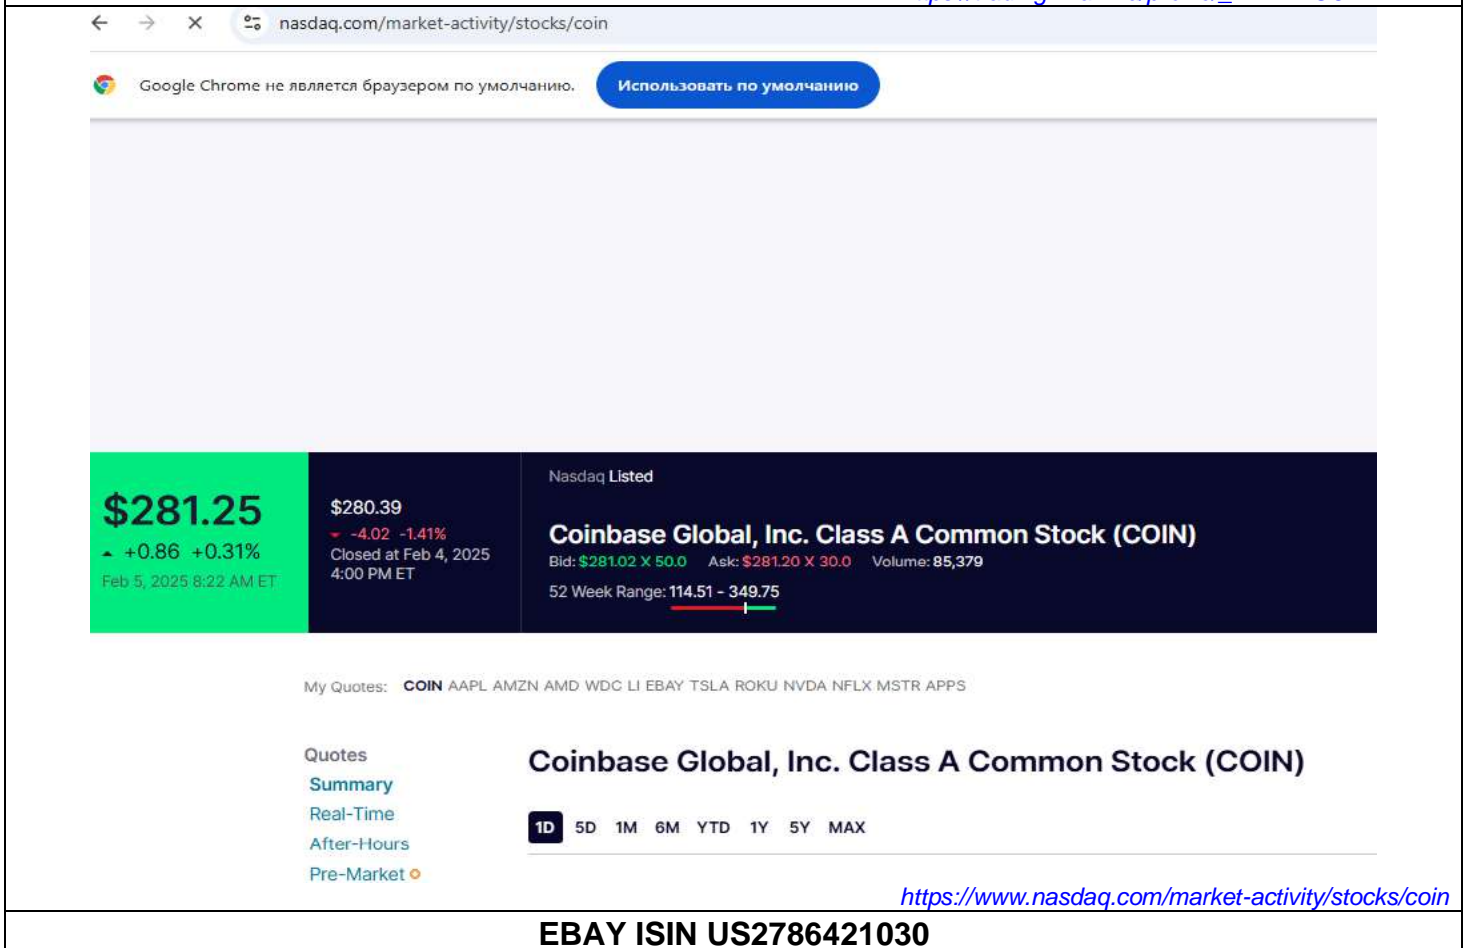 nasdaq.com/market-activity/stocks/coin
Google Chrome не является браузером по умолчанию. Использовать по умолчанию
$281.25
+0.86 +0.31%
Feb 5, 2025 8:22 AM ET
$280.39
-4.02 -1.41%
Closed at Feb 4, 2025
4:00 PM ET
Nasdaq Listed
Coinbase Global, Inc. Class A Common Stock (COIN)
Bid: $281.02 X 50.0 Ask: $281.20 X 30.0 Volume: 85,379
52 Week Range: 114.51 - 349.75
My Quotes: COIN AAPL AMZN AMD WDC LI EBAY TSLA ROKU NVDA NFLX MSTR APPS
Quotes
Summary
Real-Time
After-Hours
Pre-Market
Coinbase Global, Inc. Class A Common Stock (COIN)
1D 5D 1M 6M YTD 1Y 5Y MAX
https://www.nasdaq.com/market-activity/stocks/coin
EBAY ISIN US2786421030